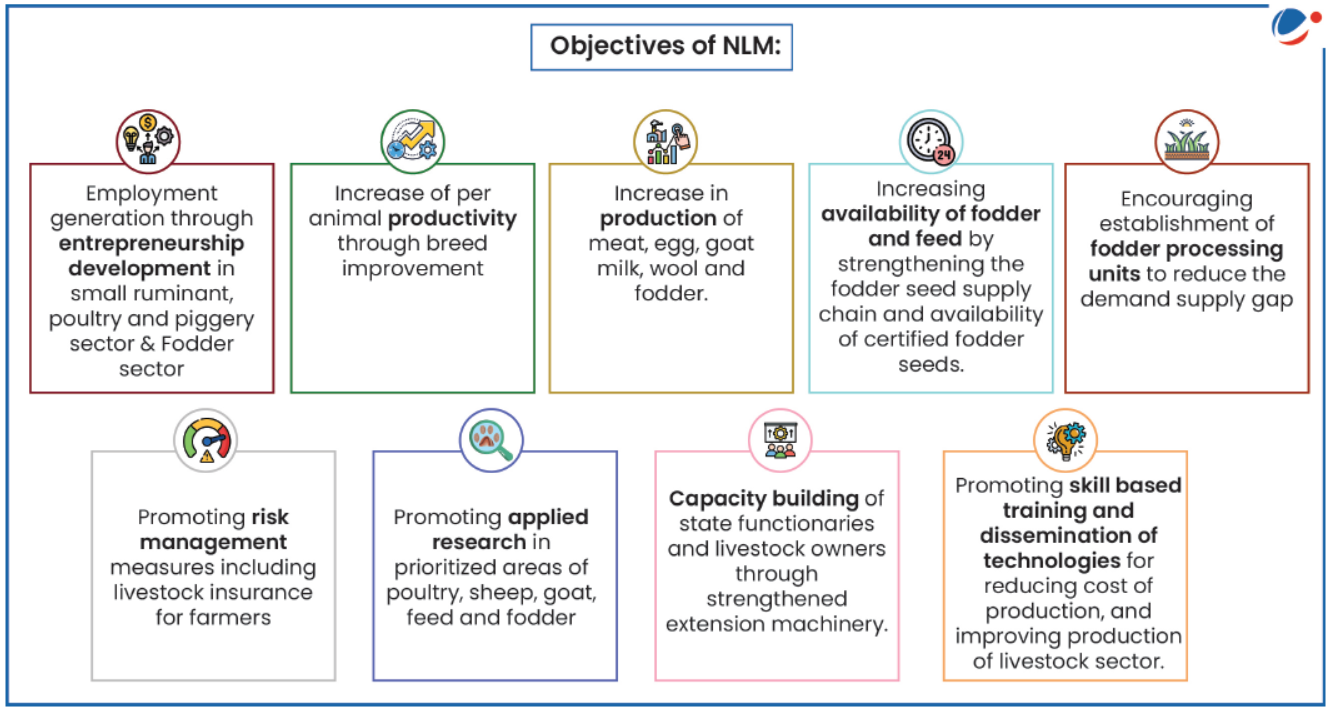 Objectives of NLM:
Employment
generation through
entrepreneurship
development in
small ruminant,
poultry and piggery
sector & Fodder
sector
Increase of per
animal productivity
through breed
improvement
Increase in
production of
meat, egg, goat
milk, wool and
fodder.
24
Increasing
availability of fodder
and feed by
strengthening the
fodder seed supply
chain and availability
of certified fodder
seeds.
Encouraging
establishment of
fodder processing
units to reduce the
demand supply gap
Promoting risk
management
measures including
livestock insurance
for farmers
Promoting applied
research in
prioritized areas of
poultry, sheep, goat,
feed and fodder
Capacity building of
state functionaries
and livestock owners
through
strengthened
extension machinery.
Promoting skill based
training and
dissemination of
technologies for
reducing cost of
production, and
improving production
of livestock sector.